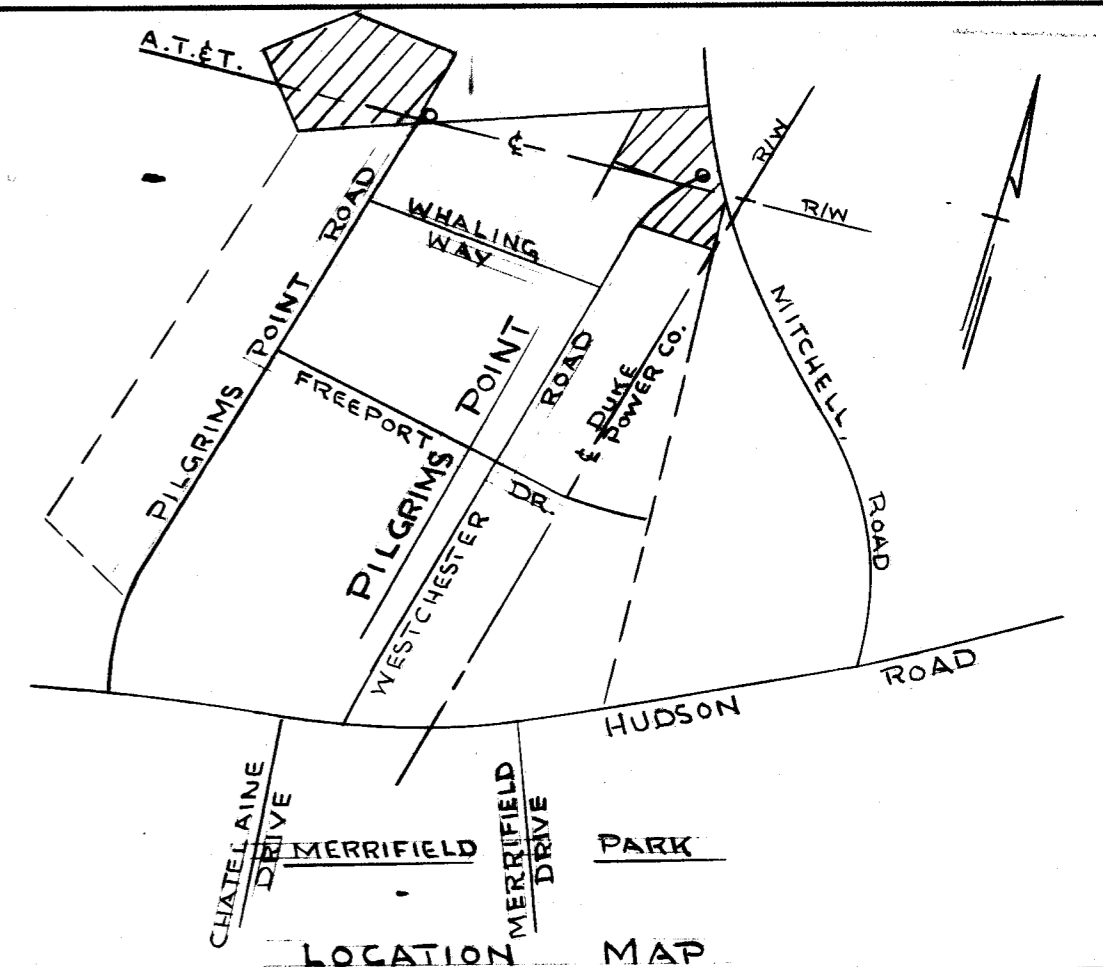 A.T.&T.
℄
R/W
R/W
WHALING
WAY
PILGRIMS POINT ROAD
FREEPORT DR.
PILGRIMS POINT
WESTCHESTER ROAD
℄ DUKE
POWER CO.
MITCHELL, ROAD
HUDSON ROAD
CHATELAINE
DRIVE
MERRIFIELD PARK
MERRIFIELD
DRIVE
LOCATION MAP